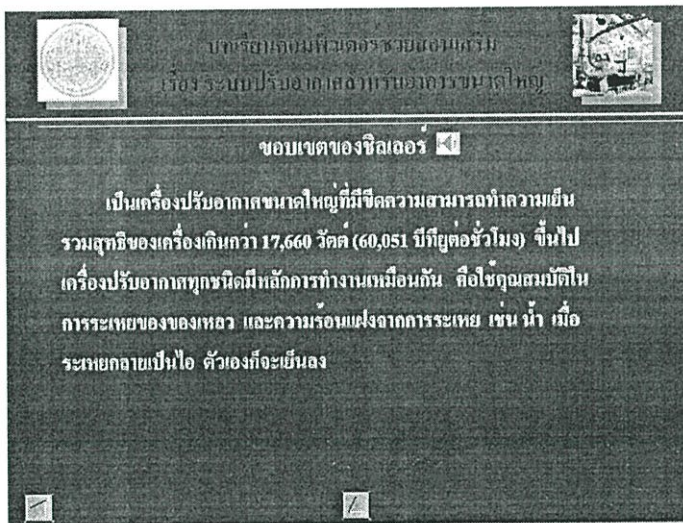 บทเรียนคอมพิวเตอร์ช่วยสอนเสริม
เรื่อง ระบบปรับอากาศสำหรับอาคารขนาดใหญ่
ขอบเขตของชิลเลอร์
เป็นเครื่องปรับอากาศขนาดใหญ่ที่มีขีดความสามารถทำความเย็น
รวมสุทธิของเครื่องเกินกว่า 17,660 วัตต์ (60,051 บีทียูต่อชั่วโมง) ขึ้นไป
เครื่องปรับอากาศทุกชนิดมีหลักการทำงานเหมือนกัน คือใช้คุณสมบัติใน
การระเหยของของเหลว และความร้อนแฝงจากการระเหย เช่น น้ำ เมื่อ
ระเหยกลายเป็นไอ ตัวเองก็จะเย็นลง